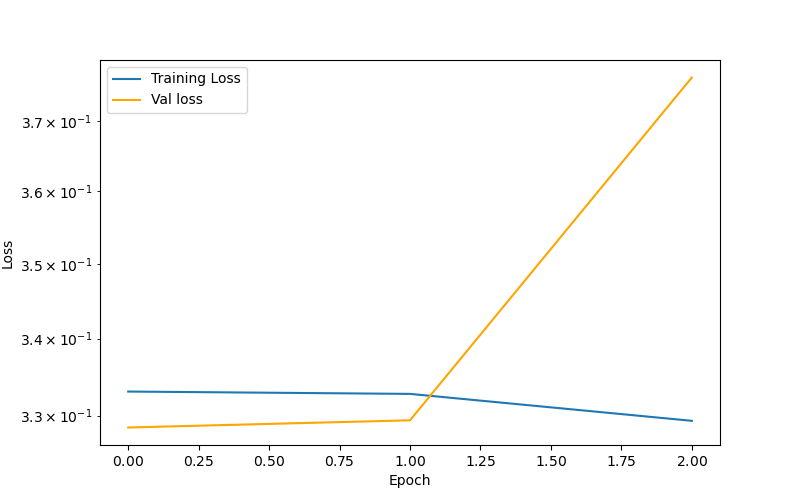 Training Loss
Val loss
3.7 × 10⁻¹
3.6 × 10⁻¹
3.5 × 10⁻¹
3.4 × 10⁻¹
3.3 × 10⁻¹
Loss
0.00 0.25 0.50 0.75 1.00 1.25 1.50 1.75 2.00
Epoch